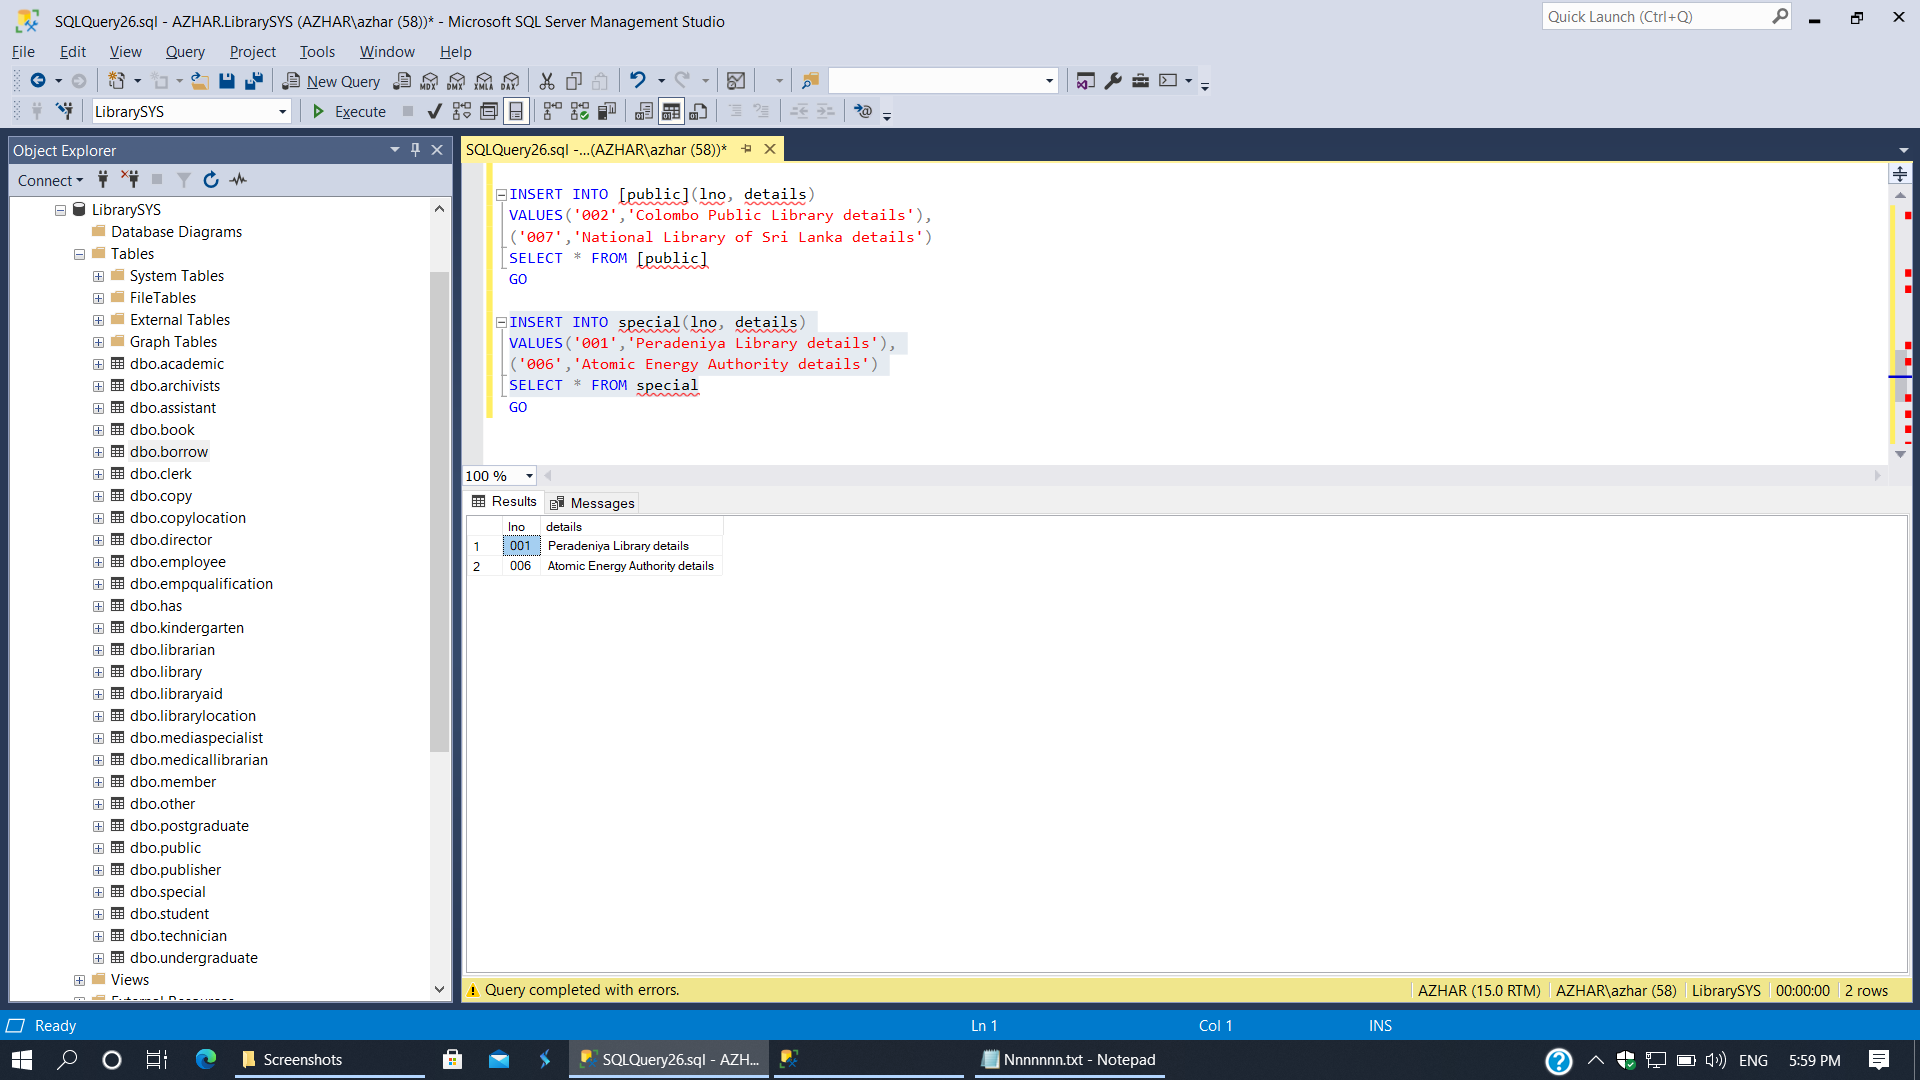 SQLQuery26.sql - AZHAR.LibrarySYS (AZHAR\azhar (58))* - Microsoft SQL Server Management Studio
Quick Launch (Ctrl+Q)
File Edit View Query Project Tools Window Help
New Query MDX DMX XMLA DAX
LibrarySYS Execute
Object Explorer
Connect
LibrarySYS
Database Diagrams
Tables
System Tables
FileTables
External Tables
Graph Tables
dbo.academic
dbo.archivists
dbo.assistant
dbo.book
dbo.borrow
dbo.clerk
dbo.copy
dbo.copylocation
dbo.director
dbo.employee
dbo.empqualification
dbo.has
dbo.kindergarten
dbo.librarian
dbo.library
dbo.libraryaid
dbo.librarylocation
dbo.mediaspecialist
dbo.medicallibrarian
dbo.member
dbo.other
dbo.postgraduate
dbo.public
dbo.publisher
dbo.special
dbo.student
dbo.technician
dbo.undergraduate
Views
External Resources
SQLQuery26.sql -...(AZHAR\azhar (58))*
INSERT INTO [public](lno, details)
VALUES('002','Colombo Public Library details'),
('007','National Library of Sri Lanka details')
SELECT * FROM [public]
GO
INSERT INTO special(lno, details)
VALUES('001','Peradeniya Library details'),
('006','Atomic Energy Authority details')
SELECT * FROM special
GO
100 %
Results Messages
lno details
1 001 Peradeniya Library details
2 006 Atomic Energy Authority details
Query completed with errors. AZHAR (15.0 RTM) AZHAR\azhar (58) LibrarySYS 00:00:00 2 rows
Ready Ln 1 Col 1 INS
Screenshots SQLQuery26.sql - AZH... Nnnnnnn.txt - Notepad ENG 5:59 PM